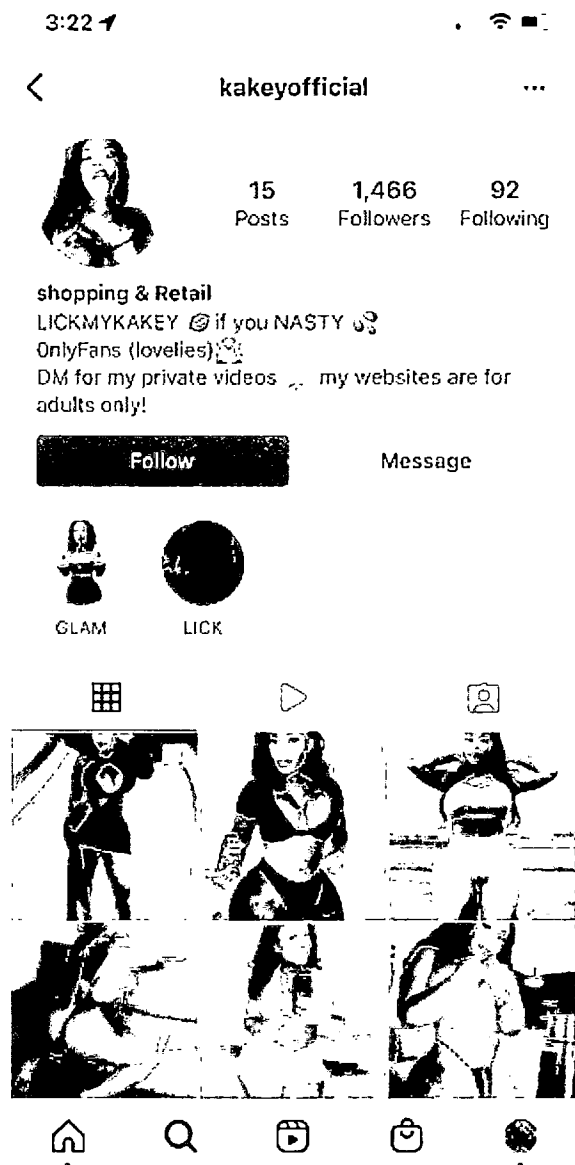 3:22
kakeyofficial
15 1,466 92
Posts Followers Following
shopping & Retail
LICKMYKAKEY if you NASTY 💦
OnlyFans (lovelies)
DM for my private videos my websites are for
adults only!
Follow Message
GLAM LICK